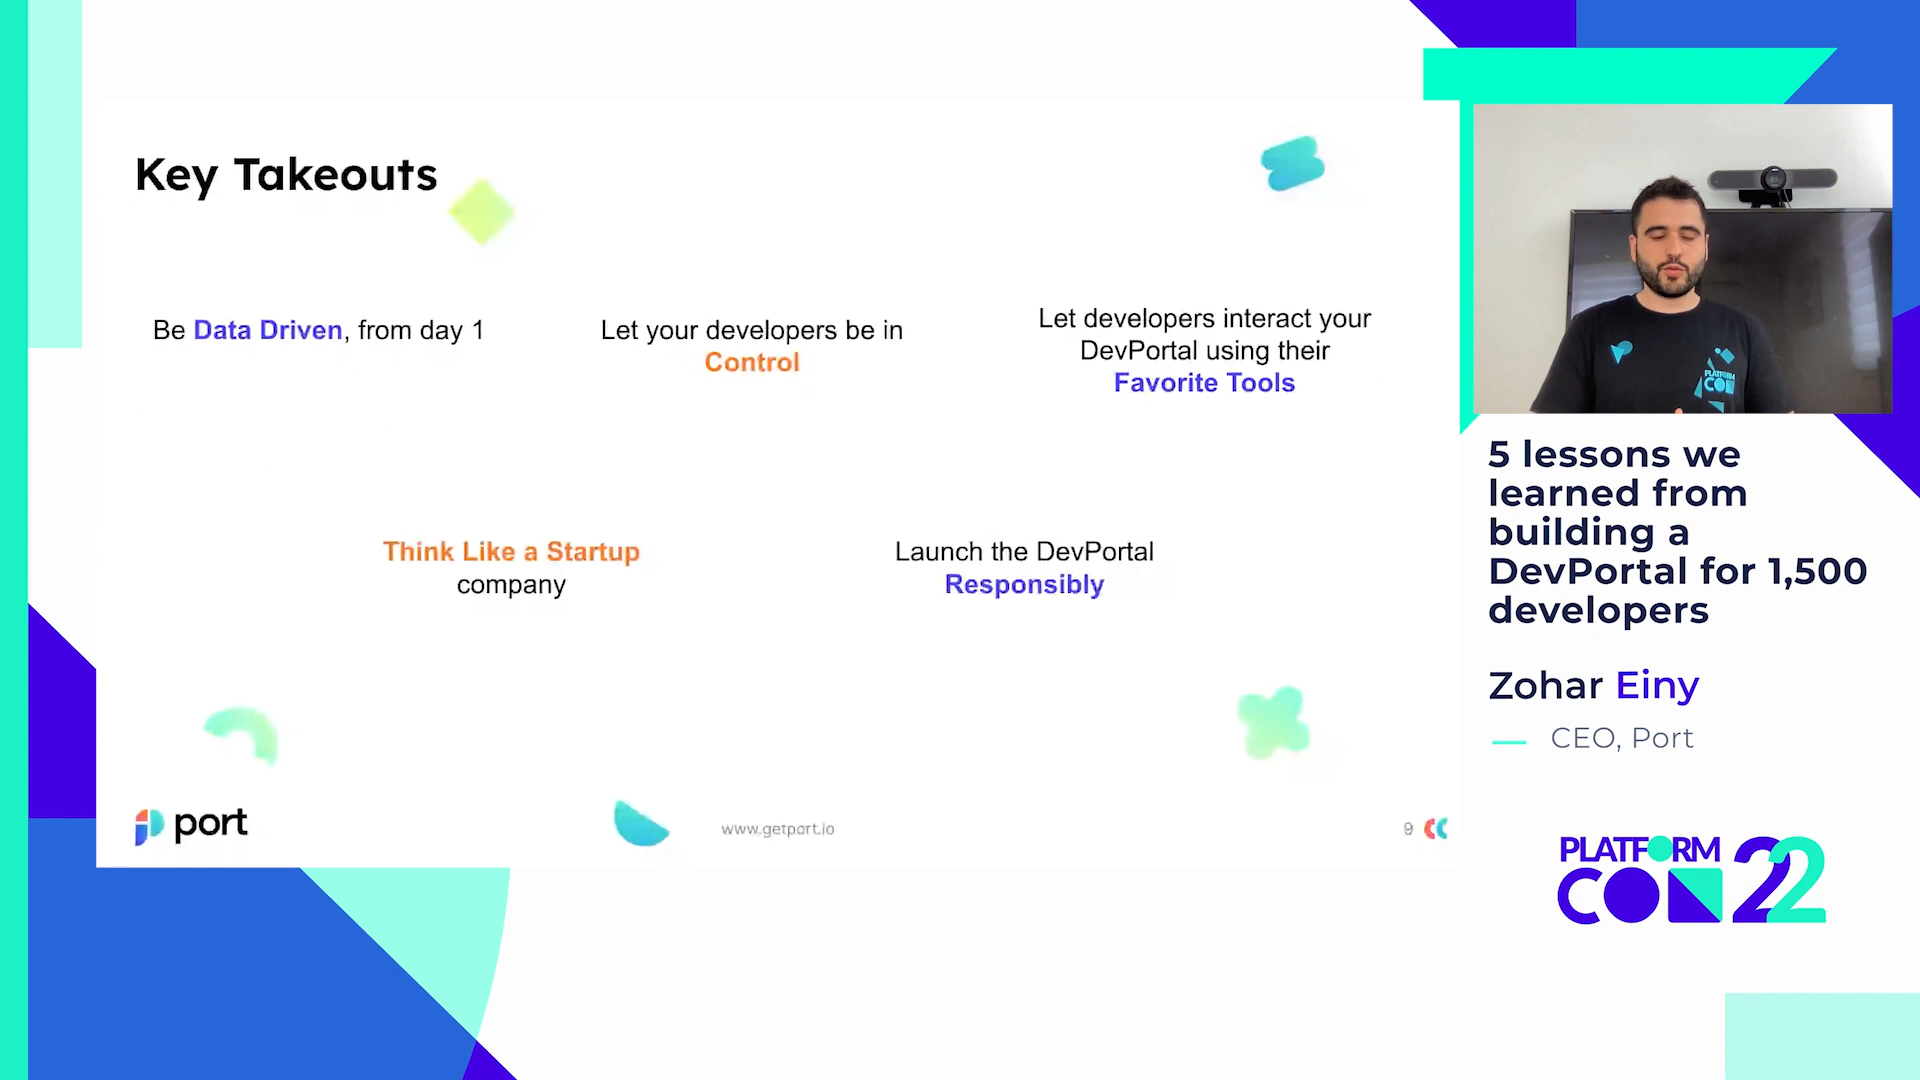 Key Takeouts
Be Data Driven, from day 1
Let your developers be in
Control
Let developers interact your
DevPortal using their
Favorite Tools
Think Like a Startup
company
Launch the DevPortal
Responsibly
port
www.getport.io
9
PLATFORM
CON
5 lessons we
learned from
building a
DevPortal for 1,500
developers
Zohar Einy
CEO, Port
PLATFORM
CON 22